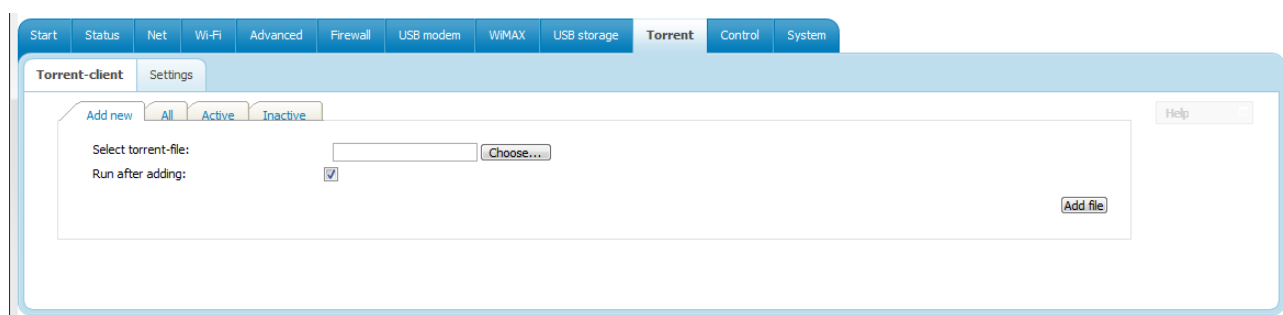 Start Status Net Wi-Fi Advanced Firewall USB modem WiMAX USB storage Torrent Control System
Torrent-client Settings
Add new All Active Inactive Help
Select torrent-file: Choose...
Run after adding:
Add file